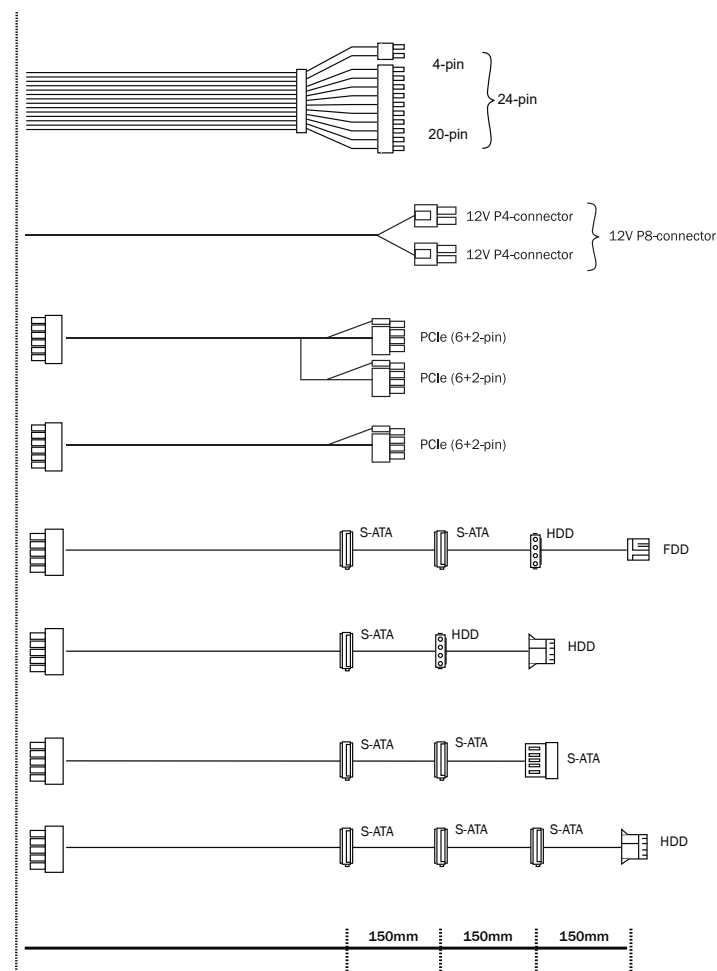 4-pin
24-pin
20-pin
12V P4-connector
12V P8-connector
12V P4-connector
PCIe (6+2-pin)
PCIe (6+2-pin)
PCIe (6+2-pin)
S-ATA S-ATA HDD FDD
S-ATA HDD HDD
S-ATA S-ATA S-ATA
S-ATA S-ATA S-ATA HDD
150mm 150mm 150mm